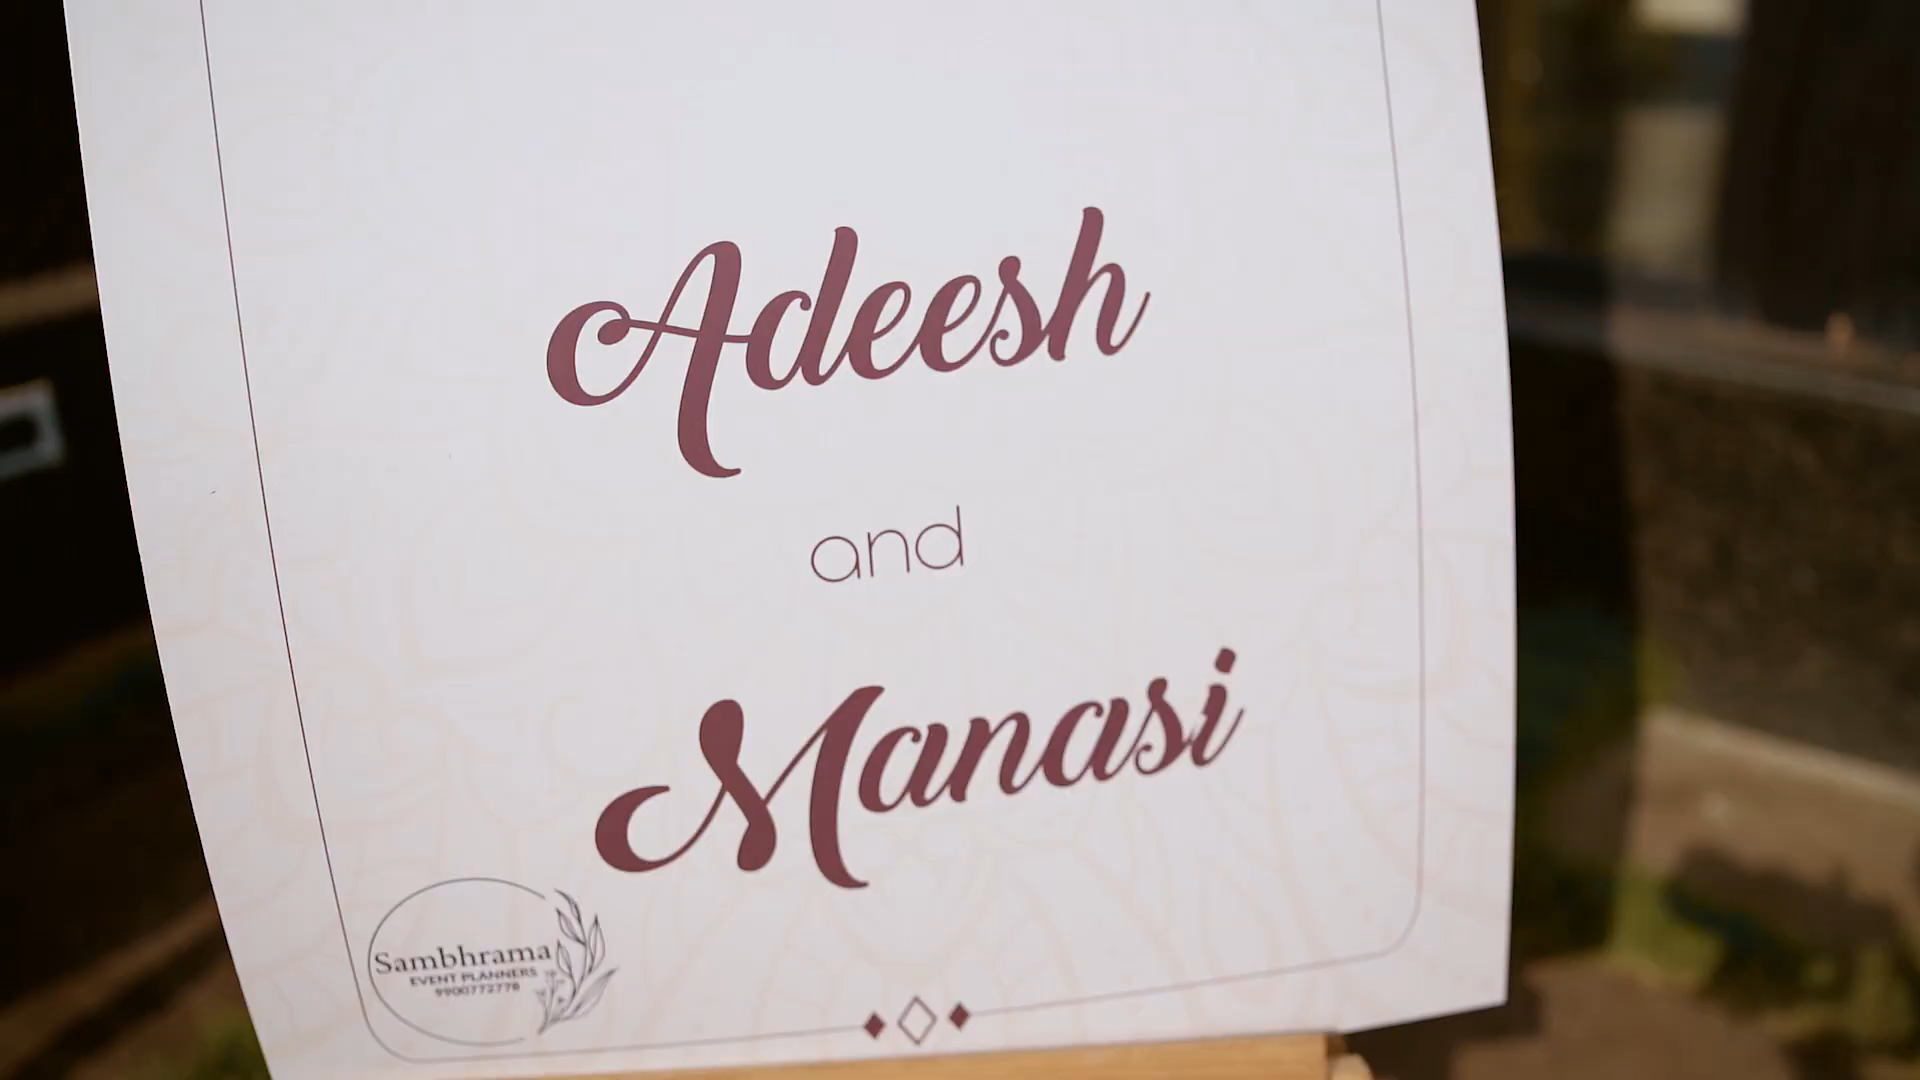 Adeesh
and
Manasi
Sambhrama
EVENT PLANNERS
9900772778